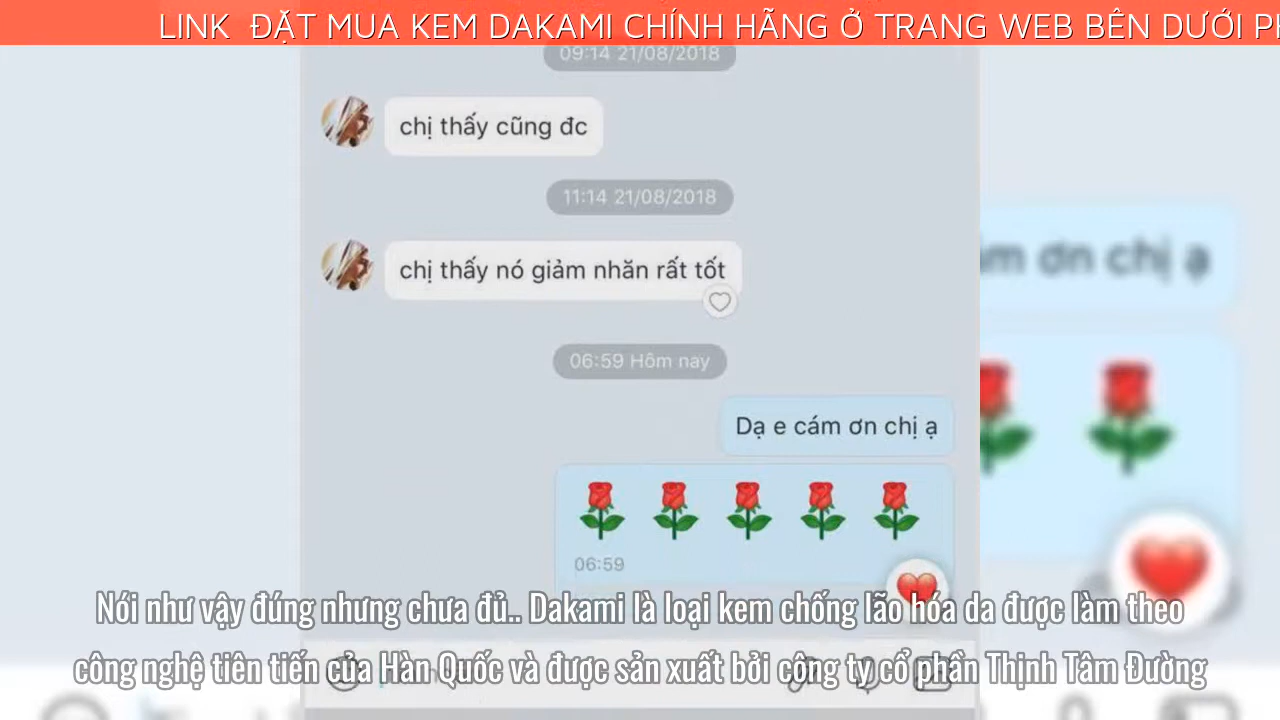 LINK ĐẶT MUA KEM DAKAMI CHÍNH HÃNG Ở TRANG WEB BÊN DƯỚI
09:14 21/08/2018
chị thấy cũng đc
11:14 21/08/2018
chị thấy nó giảm nhăn rất tốt
06:59 Hôm nay
ơn chị ạ
Dạ e cám ơn chị ạ
06:59
Nói như vậy đúng nhưng chưa đủ.. Dakami là loại kem chống lão hóa da được làm theo
công nghệ tiên tiến của Hàn Quốc và được sản xuất bởi công ty cổ phần Thịnh Tâm Đường